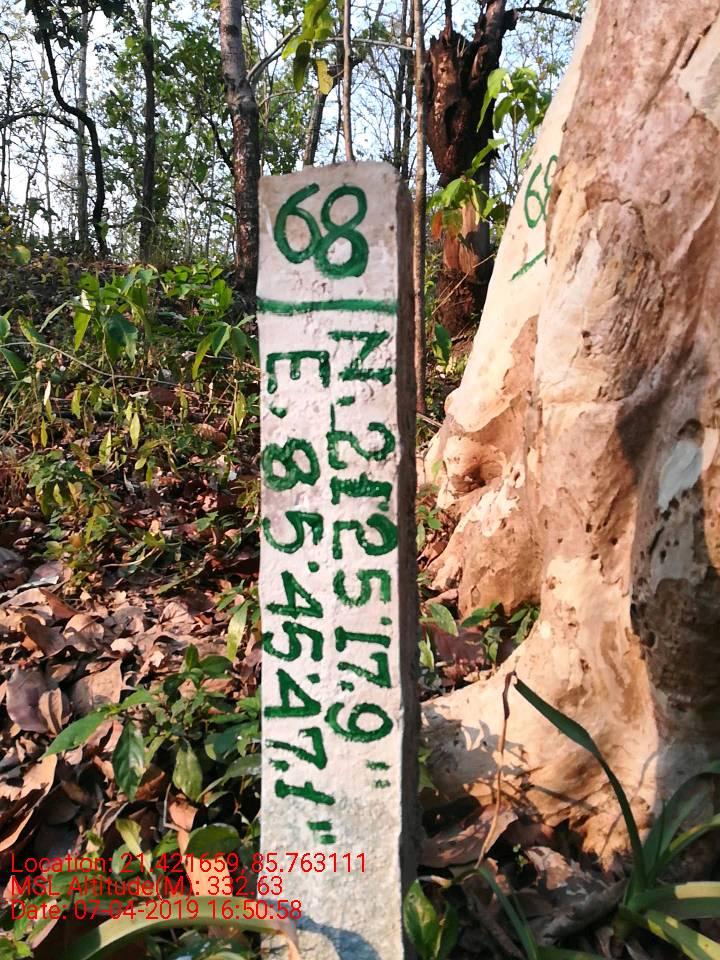 68
N. 21°25'17.9"
E. 85°45'47.1"
68
Location: 21.421659 ,85.763111
MSL Altitude(M): 332.63
Date: 07-04-2019 16:50:58